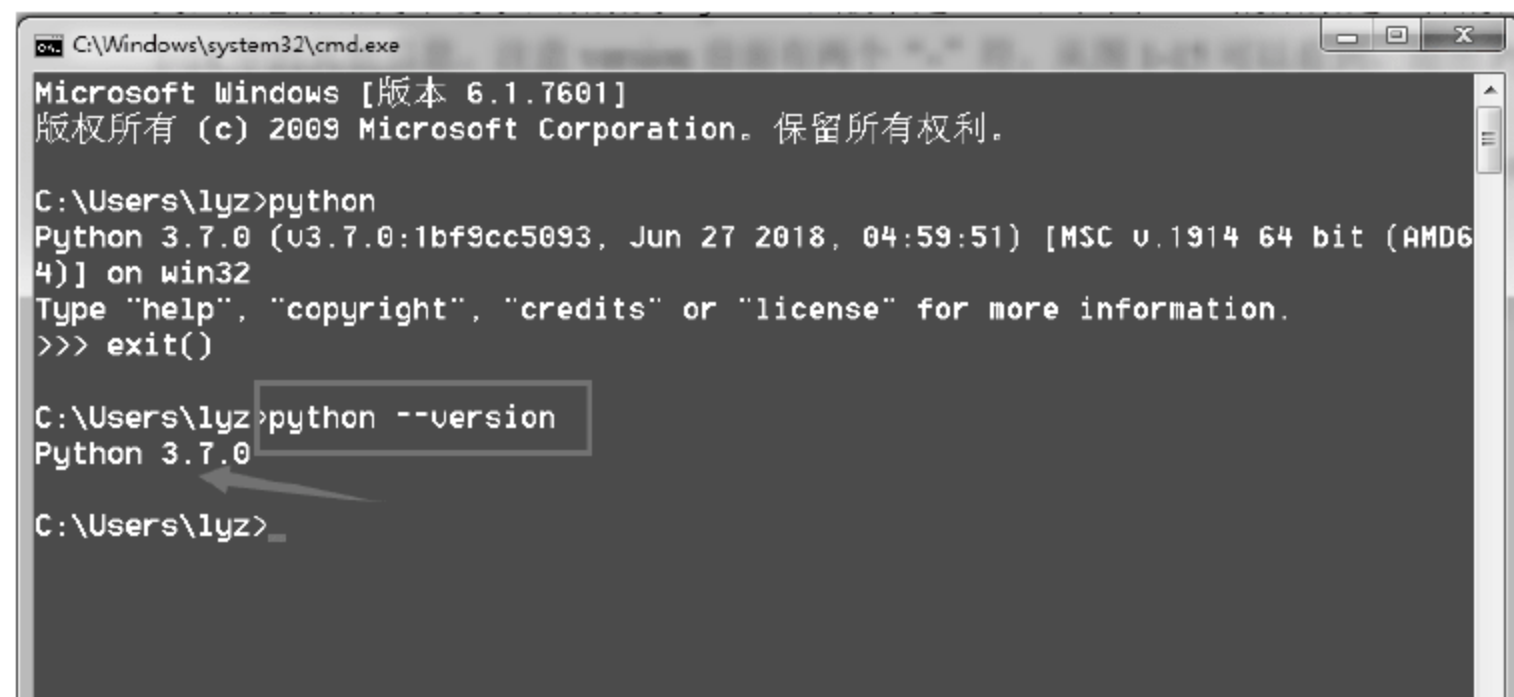 C:\Windows\system32\cmd.exe
Microsoft Windows [版本 6.1.7601]
版权所有 (c) 2009 Microsoft Corporation。保留所有权利。
C:\Users\lyz>python
Python 3.7.0 (v3.7.0:1bf9cc5093, Jun 27 2018, 04:59:51) [MSC v.1914 64 bit (AMD6
4)] on win32
Type "help", "copyright", "credits" or "license" for more information.
>>> exit()
C:\Users\lyz>python --version
Python 3.7.0
C:\Users\lyz>_